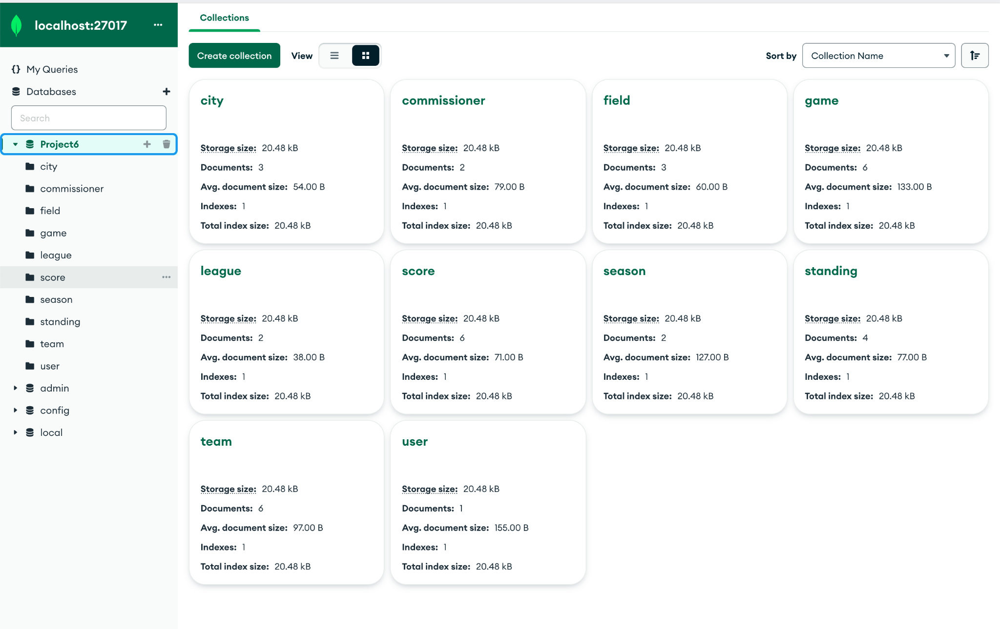 localhost:27017
My Queries
Databases
Search
Project6
city
commissioner
field
game
league
score
season
standing
team
user
admin
config
local
Collections
Create collection
View
Sort by
Collection Name
city
Storage size: 20.48 kB
Documents: 3
Avg. document size: 54.00 B
Indexes: 1
Total index size: 20.48 kB
commissioner
Storage size: 20.48 kB
Documents: 2
Avg. document size: 79.00 B
Indexes: 1
Total index size: 20.48 kB
field
Storage size: 20.48 kB
Documents: 3
Avg. document size: 60.00 B
Indexes: 1
Total index size: 20.48 kB
game
Storage size: 20.48 kB
Documents: 6
Avg. document size: 133.00 B
Indexes: 1
Total index size: 20.48 kB
league
Storage size: 20.48 kB
Documents: 2
Avg. document size: 38.00 B
Indexes: 1
Total index size: 20.48 kB
score
Storage size: 20.48 kB
Documents: 6
Avg. document size: 71.00 B
Indexes: 1
Total index size: 20.48 kB
season
Storage size: 20.48 kB
Documents: 2
Avg. document size: 127.00 B
Indexes: 1
Total index size: 20.48 kB
standing
Storage size: 20.48 kB
Documents: 4
Avg. document size: 77.00 B
Indexes: 1
Total index size: 20.48 kB
team
Storage size: 20.48 kB
Documents: 6
Avg. document size: 97.00 B
Indexes: 1
Total index size: 20.48 kB
user
Storage size: 20.48 kB
Documents: 1
Avg. document size: 155.00 B
Indexes: 1
Total index size: 20.48 kB